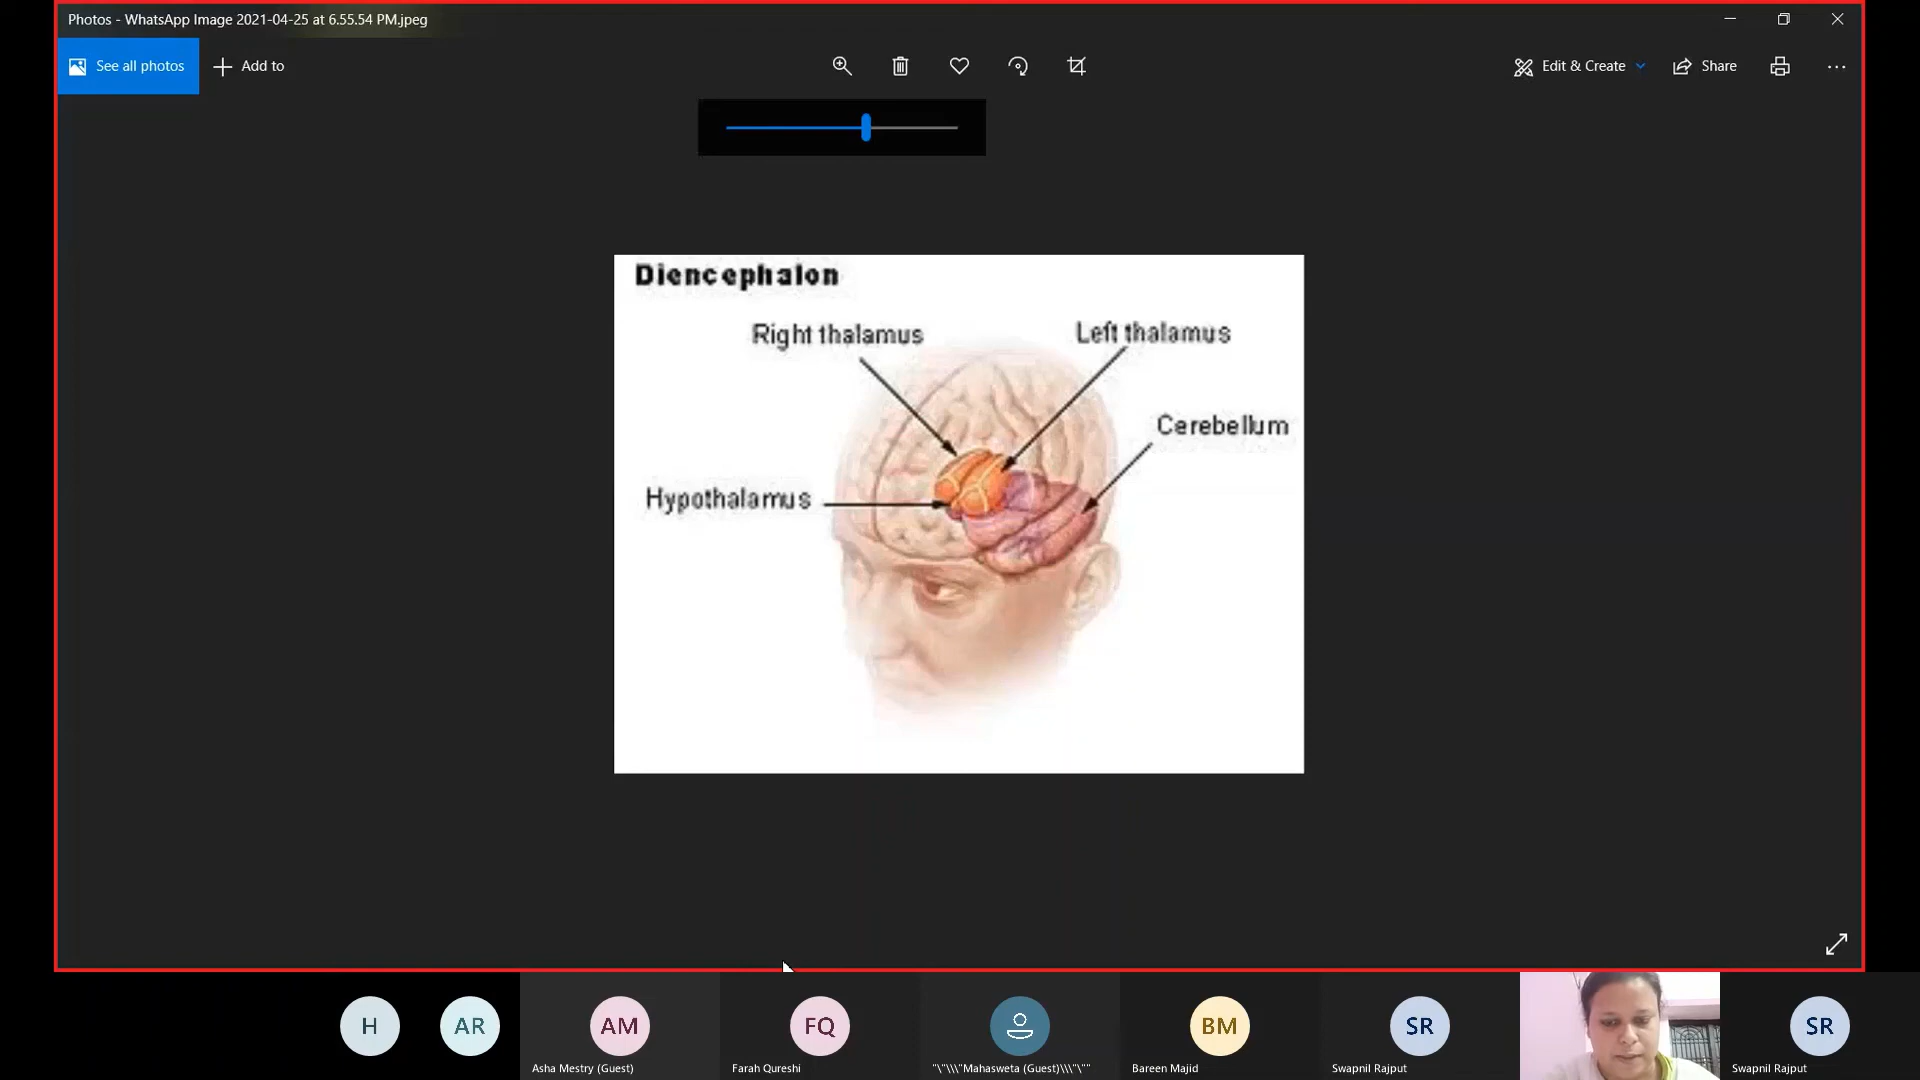 Photos - WhatsApp Image 2021-04-25 at 6.55.54 PM.jpeg
See all photos
Add to
Edit & Create
Share
Diencephalon
Right thalamus
Left thalamus
Cerebellum
Hypothalamus
H
AR
AM
FQ
BM
SR
SR
Asha Mestry (Guest)
Farah Qureshi
"\"\\\"Mahasweta (Guest)\\\"\""
Bareen Majid
Swapnil Rajput
Swapnil Rajput